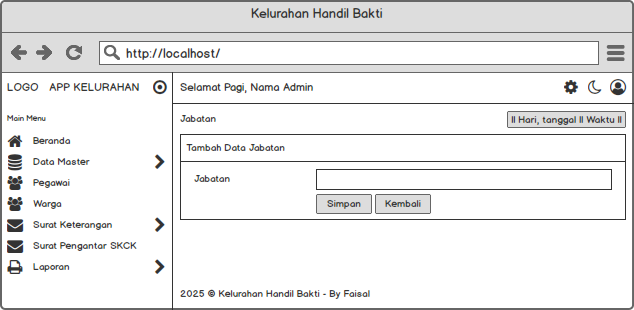 Kelurahan Handil Bakti
http://localhost/
LOGO APP KELURAHAN
Selamat Pagi, Nama Admin
Main Menu
Beranda
Data Master
Pegawai
Warga
Surat Keterangan
Surat Pengantar SKCK
Laporan
Jabatan
|| Hari, tanggal || Waktu ||
Tambah Data Jabatan
Jabatan
Simpan Kembali
2025 © Kelurahan Handil Bakti - By Faisal